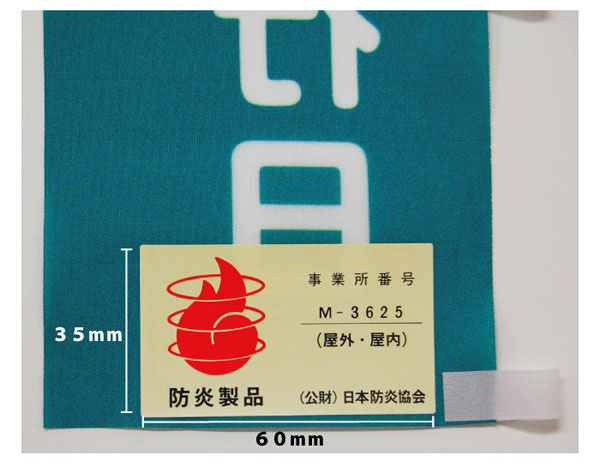 事業所番号
M-3625
(屋外・屋内)
防炎製品
(公財)日本防炎協会
35mm
60mm